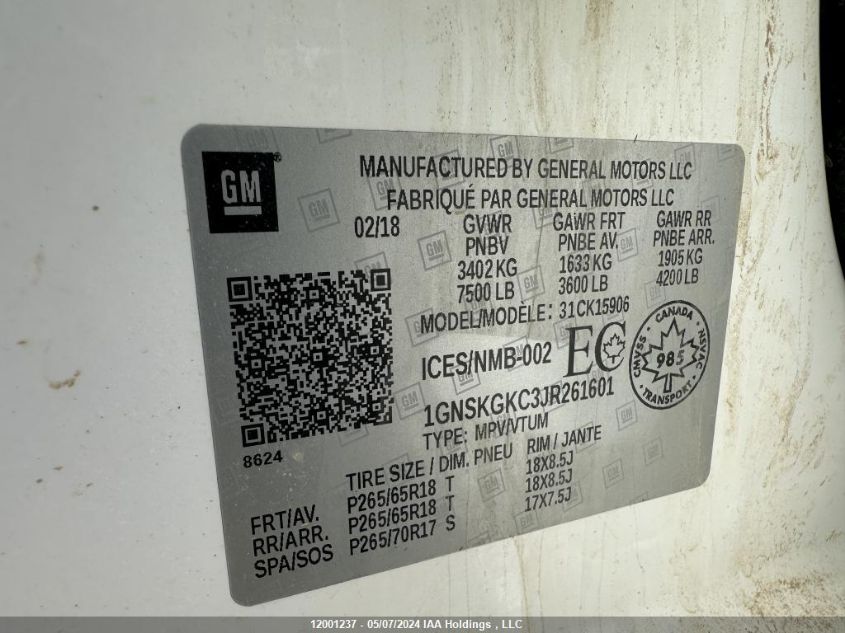 GM
®
MANUFACTURED BY GENERAL MOTORS LLC
FABRIQUÉ PAR GENERAL MOTORS LLC
02/18 GVWR GAWR FRT GAWR RR
PNBV PNBE AV. PNBE ARR.
3402 KG 1633 KG 1905 KG
7500 LB 3600 LB 4200 LB
MODEL/MODÈLE: 31CK15906
ICES/NMB-002 EC
CANADA
CMVSS NSVAC
985
TRANSPORT
1GNSKGKC3JR261601
TYPE: MPV/VTUM
8624
TIRE SIZE / DIM. PNEU RIM / JANTE
FRT/AV. P265/65R18 T 18X8.5J
RR/ARR. P265/65R18 T 18X8.5J
SPA/SOS P265/70R17 S 17X7.5J
12001237 - 05/07/2024 IAA Holdings , LLC